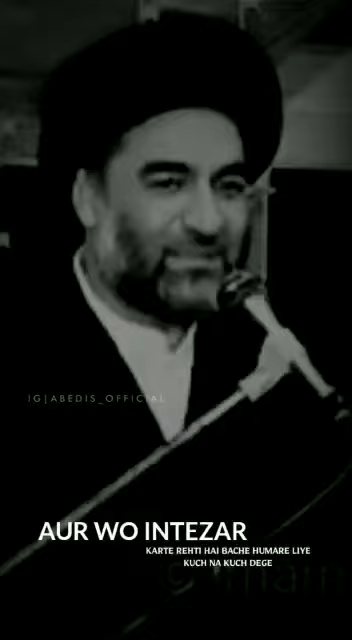 IG|ABEDIS_OFFICIAL
AUR WO INTEZAR
KARTE REHTI HAI BACHE HUMARE LIYE
KUCH NA KUCH DEGE